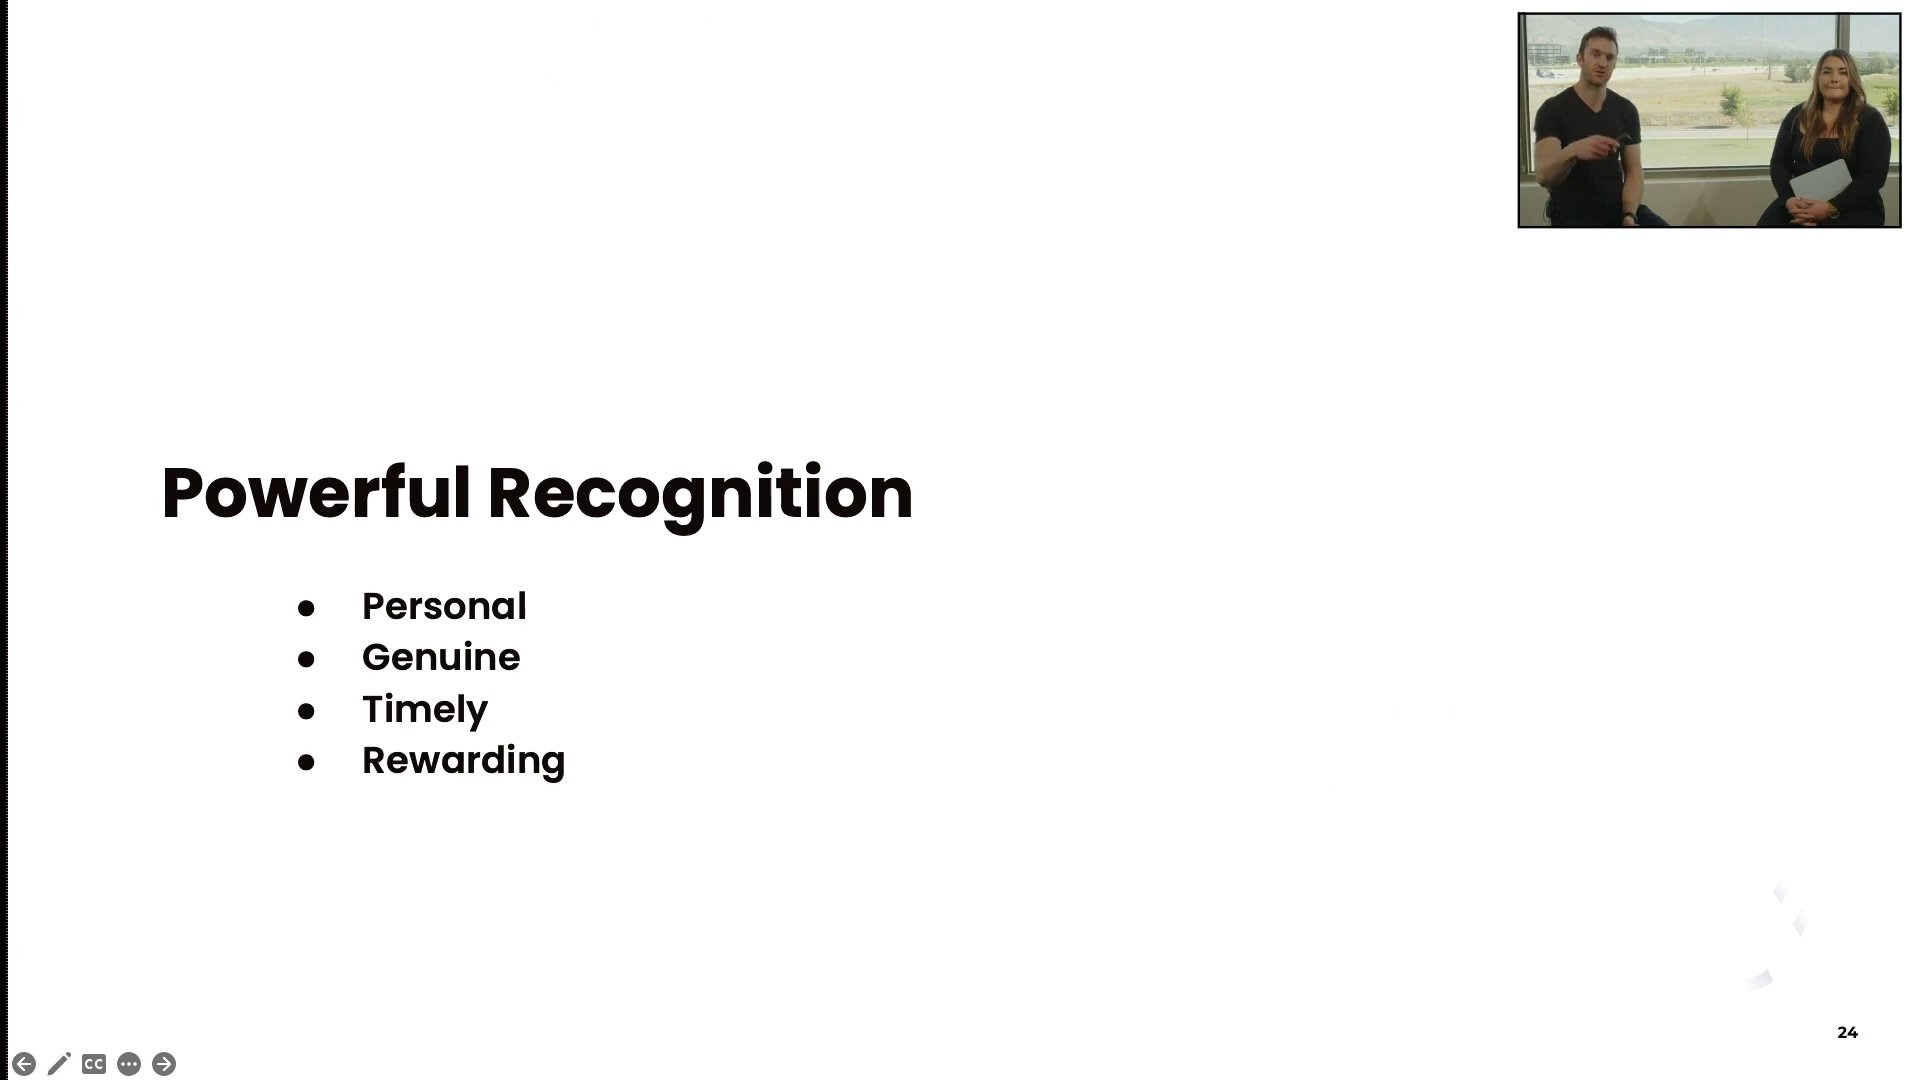 Powerful Recognition
● Personal
● Genuine
● Timely
● Rewarding
24
CC